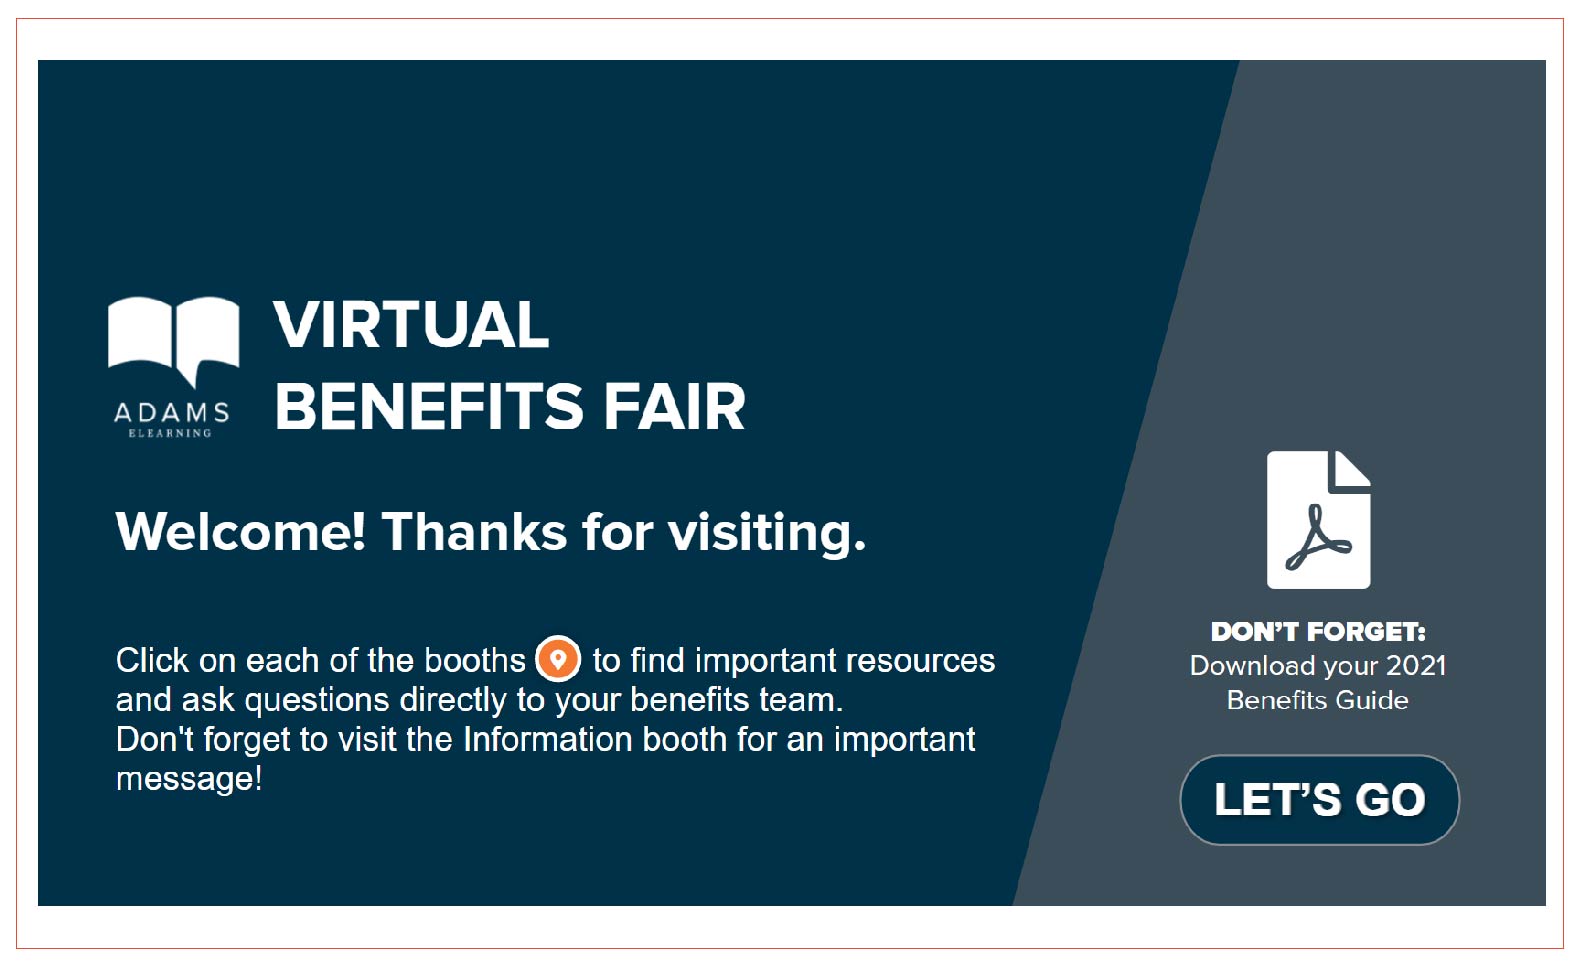 VIRTUAL
BENEFITS FAIR
ADAMS
ELEARNING
Welcome! Thanks for visiting.
Click on each of the booths to find important resources
and ask questions directly to your benefits team.
Don't forget to visit the Information booth for an important
message!
DON’T FORGET:
Download your 2021
Benefits Guide
LET’S GO